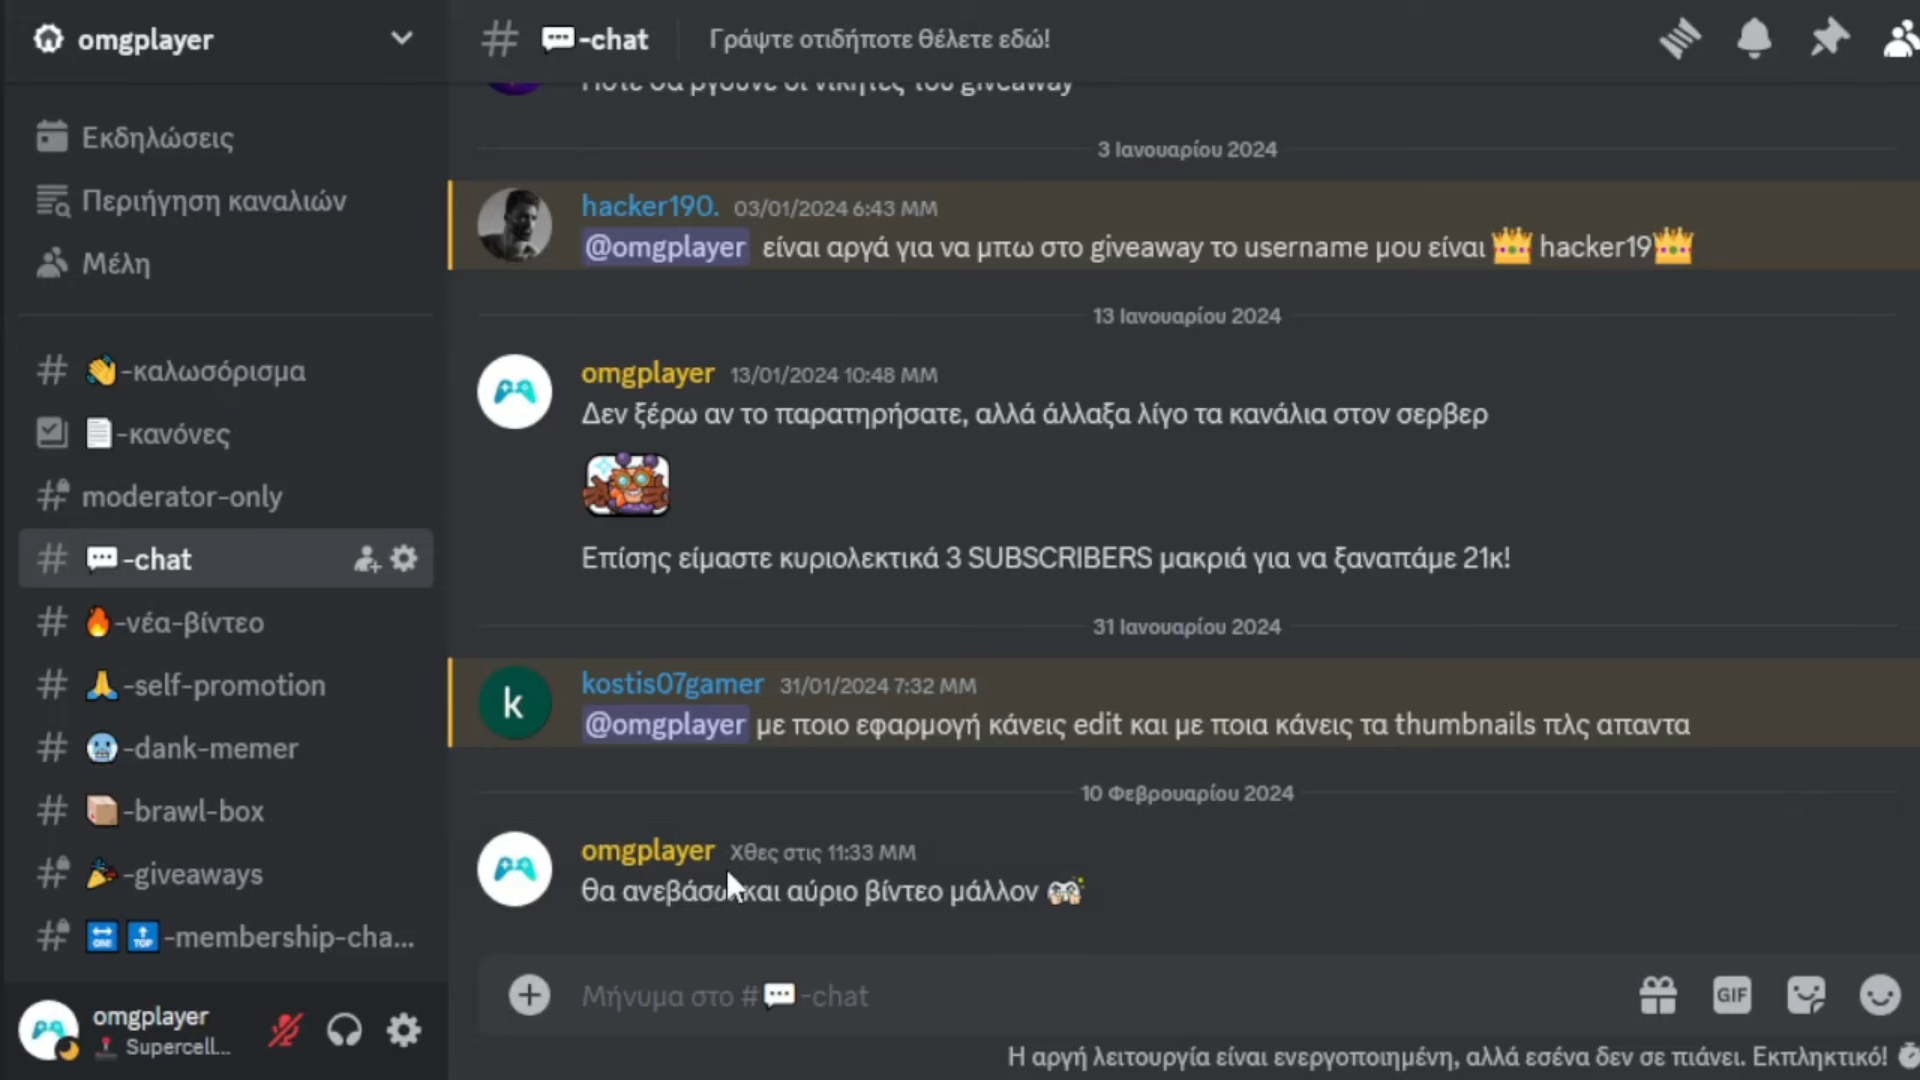 omgplayer
Εκδηλώσεις
Περιήγηση καναλιών
Μέλη
-καλωσόρισμα
-κανόνες
moderator-only
-chat
-νέα-βίντεο
-self-promotion
-dank-memer
-brawl-box
-giveaways
-membership-cha...
omgplayer
Supercell...
-chat
Γράψτε οτιδήποτε θέλετε εδώ!
Πότε θα βγούνε οι νικητές του giveaway
3 Ιανουαρίου 2024
hacker190. 03/01/2024 6:43 ΜΜ
@omgplayer είναι αργά για να μπω στο giveaway το username μου είναι 👑 hacker19👑
13 Ιανουαρίου 2024
omgplayer 13/01/2024 10:48 ΜΜ
Δεν ξέρω αν το παρατηρήσατε, αλλά άλλαξα λίγο τα κανάλια στον σερβερ
Επίσης είμαστε κυριολεκτικά 3 SUBSCRIBERS μακριά για να ξαναπάμε 21κ!
31 Ιανουαρίου 2024
kostis07gamer 31/01/2024 7:32 ΜΜ
@omgplayer με ποιο εφαρμογή κάνεις edit και με ποια κάνεις τα thumbnails πλς απαντα
10 Φεβρουαρίου 2024
omgplayer Χθες στις 11:33 ΜΜ
θα ανεβάσω και αύριο βίντεο μάλλον
Μήνυμα στο #💬-chat
GIF
Η αργή λειτουργία είναι ενεργοποιημένη, αλλά εσένα δεν σε πιάνει. Εκπληκτικό!